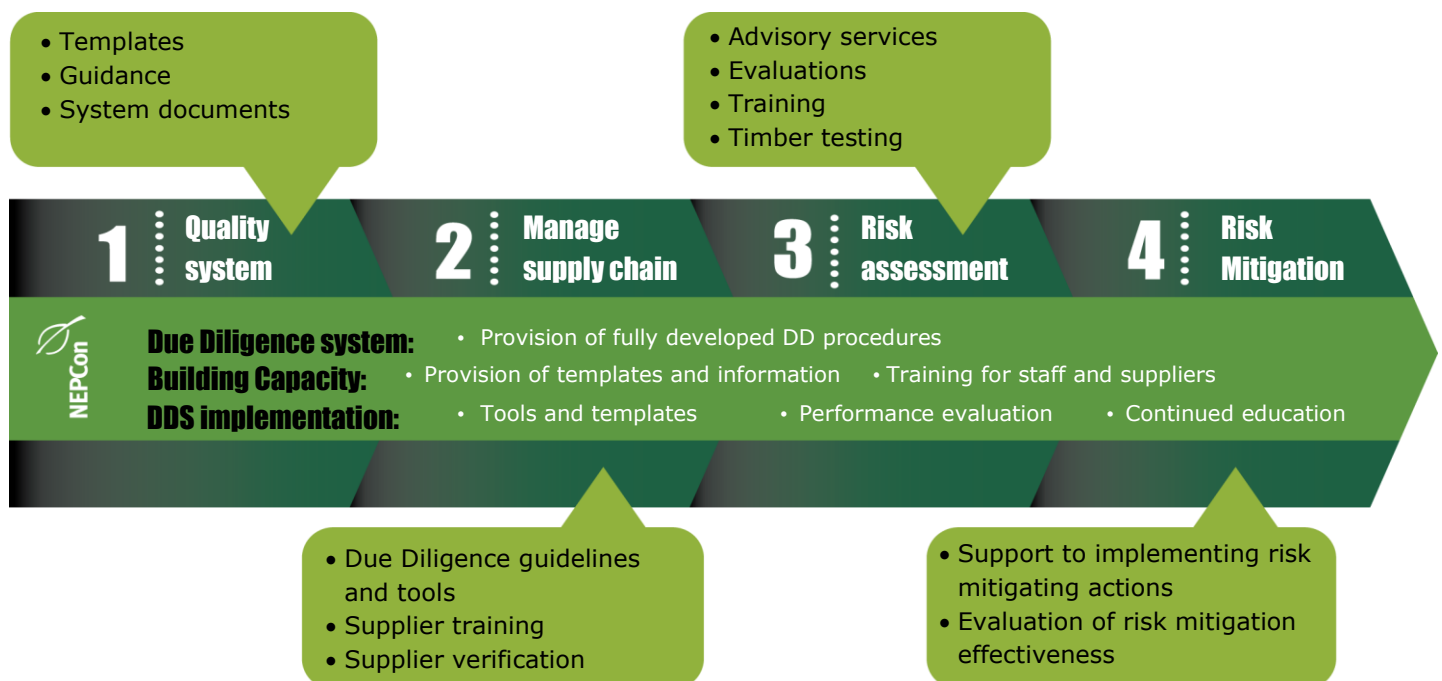 • Templates
• Guidance
• System documents
• Advisory services
• Evaluations
• Training
• Timber testing
1 Quality
system
2 Manage
supply chain
3 Risk
assessment
4 Risk
Mitigation
NEPCon
Due Diligence system: • Provision of fully developed DD procedures
Building Capacity: • Provision of templates and information • Training for staff and suppliers
DDS implementation: • Tools and templates • Performance evaluation • Continued education
• Due Diligence guidelines
and tools
• Supplier training
• Supplier verification
• Support to implementing risk
mitigating actions
• Evaluation of risk mitigation
effectiveness